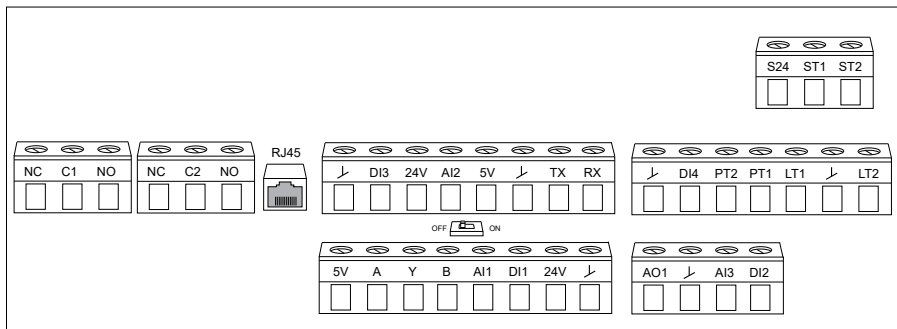 S24 ST1 ST2
RJ45
NC C1 NO NC C2 NO DI3 24V AI2 5V TX RX DI4 PT2 PT1 LT1 LT2
OFF ON
5V A Y B AI1 DI1 24V AO1 AI3 DI2